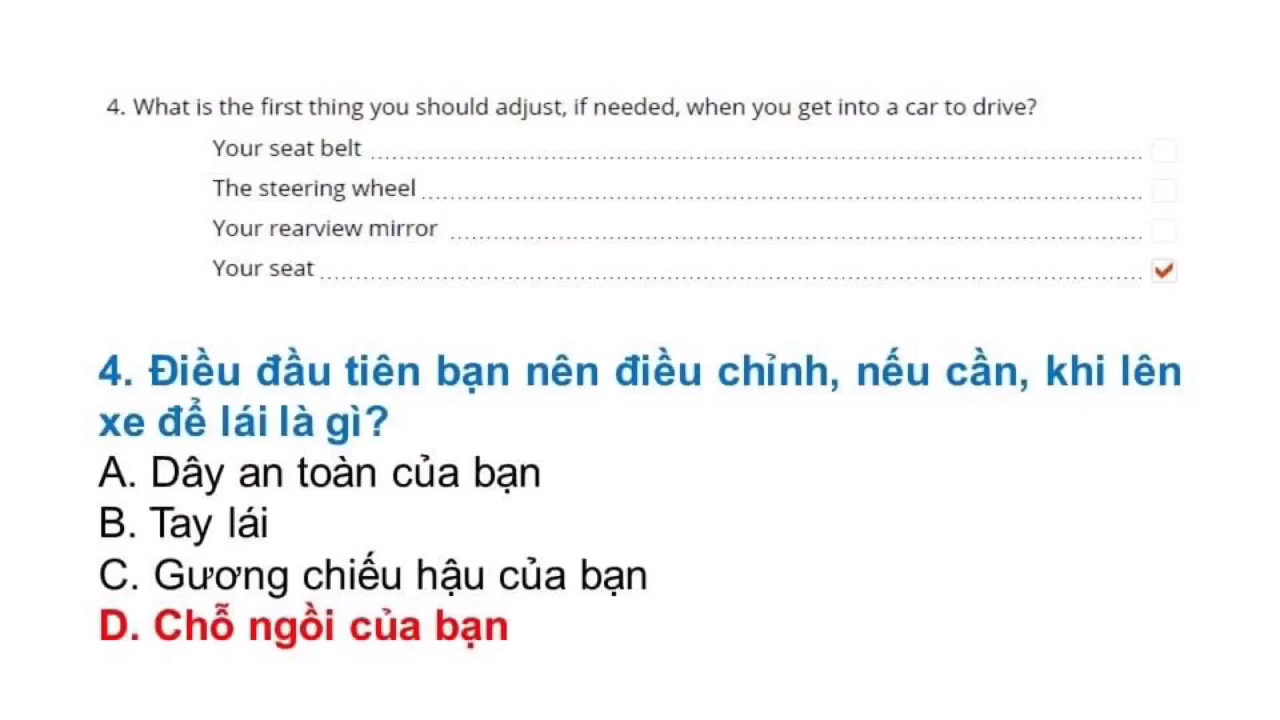 4. What is the first thing you should adjust, if needed, when you get into a car to drive?
Your seat belt
The steering wheel
Your rearview mirror
Your seat
4. Điều đầu tiên bạn nên điều chỉnh, nếu cần, khi lên
xe để lái là gì?
A. Dây an toàn của bạn
B. Tay lái
C. Gương chiếu hậu của bạn
D. Chỗ ngồi của bạn